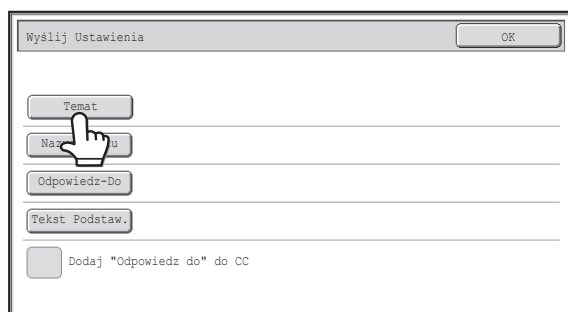 Wyślij Ustawienia
OK
Temat
Odpowiedz-Do
Tekst Podstaw.
Dodaj "Odpowiedz do" do CC